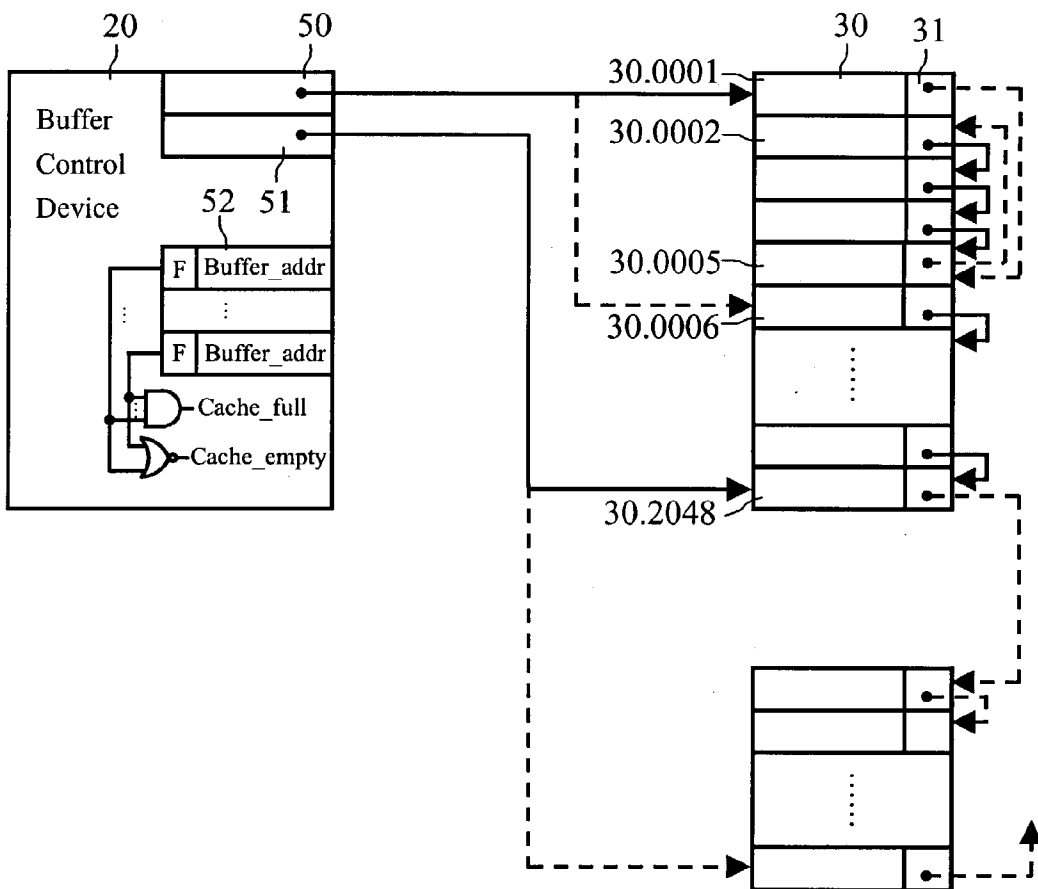 20
50
30
31
30.0001
Buffer
Control
Device
30.0002
51
52
F
Buffer_addr
30.0005
30.0006
F
Buffer_addr
Cache_full
Cache_empty
30.2048